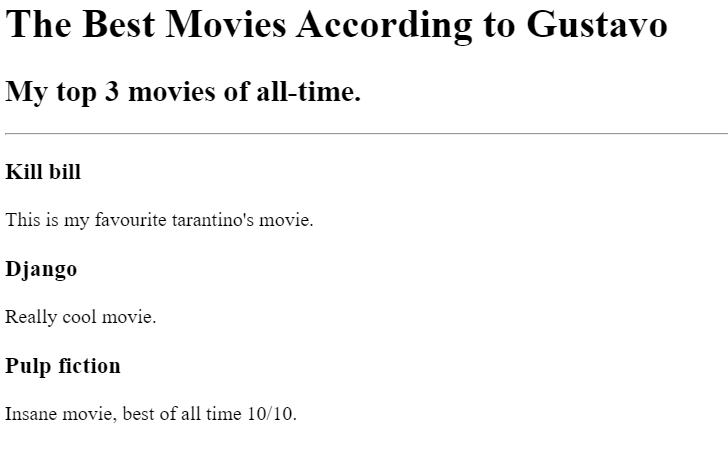 The Best Movies According to Gustavo
My top 3 movies of all-time.
Kill bill
This is my favourite tarantino's movie.
Django
Really cool movie.
Pulp fiction
Insane movie, best of all time 10/10.